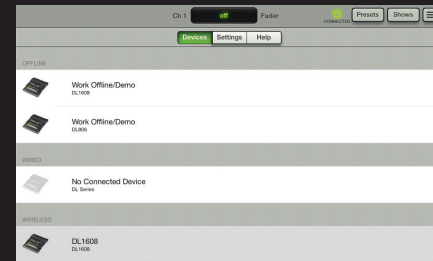 Ch 1 off Fader CONNECTED Presets Shows
Devices Settings Help
OFFLINE
Work Offline/Demo
DL1608
Work Offline/Demo
DL806
WIRED
No Connected Device
DL Series
WIRELESS
DL1608
DL1608